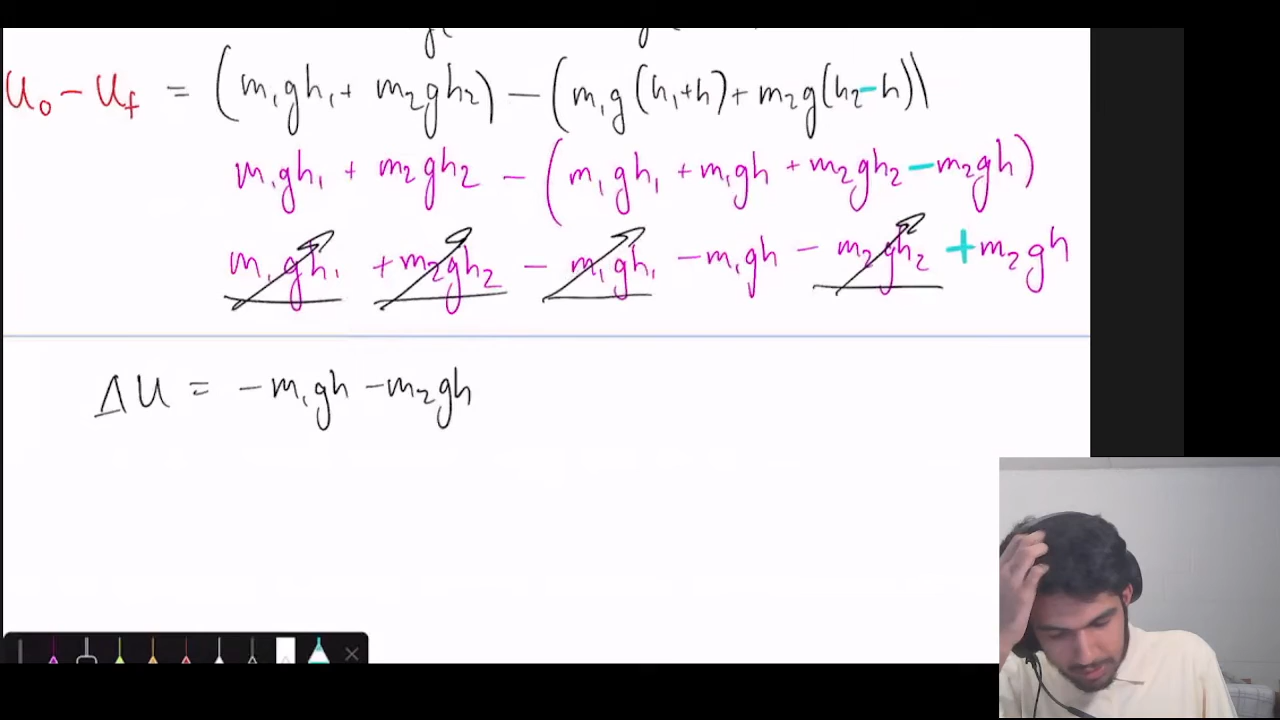 U₀ - U_f = (m₁gh₁ + m₂gh₂) - (m₁g(h₁+h) + m₂g(h₂-h))
m₁gh₁ + m₂gh₂ - (m₁gh₁ + m₁gh + m₂gh₂ - m₂gh)
m₁gh₁ + m₂gh₂ - m₁gh₁ - m₁gh - m₂gh₂ + m₂gh
ΔU = -m₁gh - m₂gh